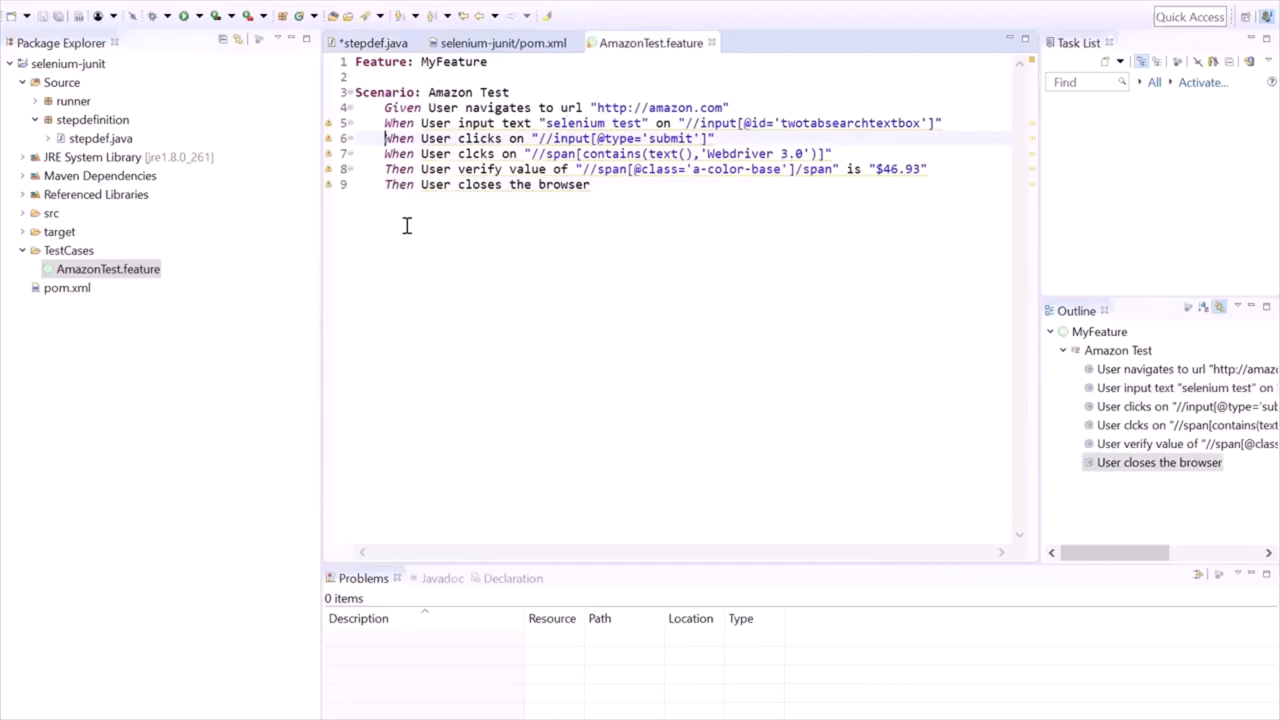 Quick Access
Package Explorer
selenium-junit
Source
runner
stepdefinition
stepdef.java
JRE System Library [jre1.8.0_261]
Maven Dependencies
Referenced Libraries
src
target
TestCases
AmazonTest.feature
pom.xml
*stepdef.java
selenium-junit/pom.xml
AmazonTest.feature
1 Feature: MyFeature
2
3 Scenario: Amazon Test
4 Given User navigates to url "http://amazon.com"
5 When User input text "selenium test" on "//input[@id='twotabsearchtextbox']"
6 When User clicks on "//input[@type='submit']"
7 When User clcks on "//span[contains(text(),'Webdriver 3.0')]"
8 Then User verify value of "//span[@class='a-color-base']/span" is "$46.93"
9 Then User closes the browser
Task List
Find
All
Activate...
Outline
MyFeature
Amazon Test
User navigates to url "http://amaz
User input text "selenium test" on "
User clicks on "//input[@type='sub
User clcks on "//span[contains(text
User verify value of "//span[@class
User closes the browser
Problems
Javadoc
Declaration
0 items
Description
Resource
Path
Location
Type